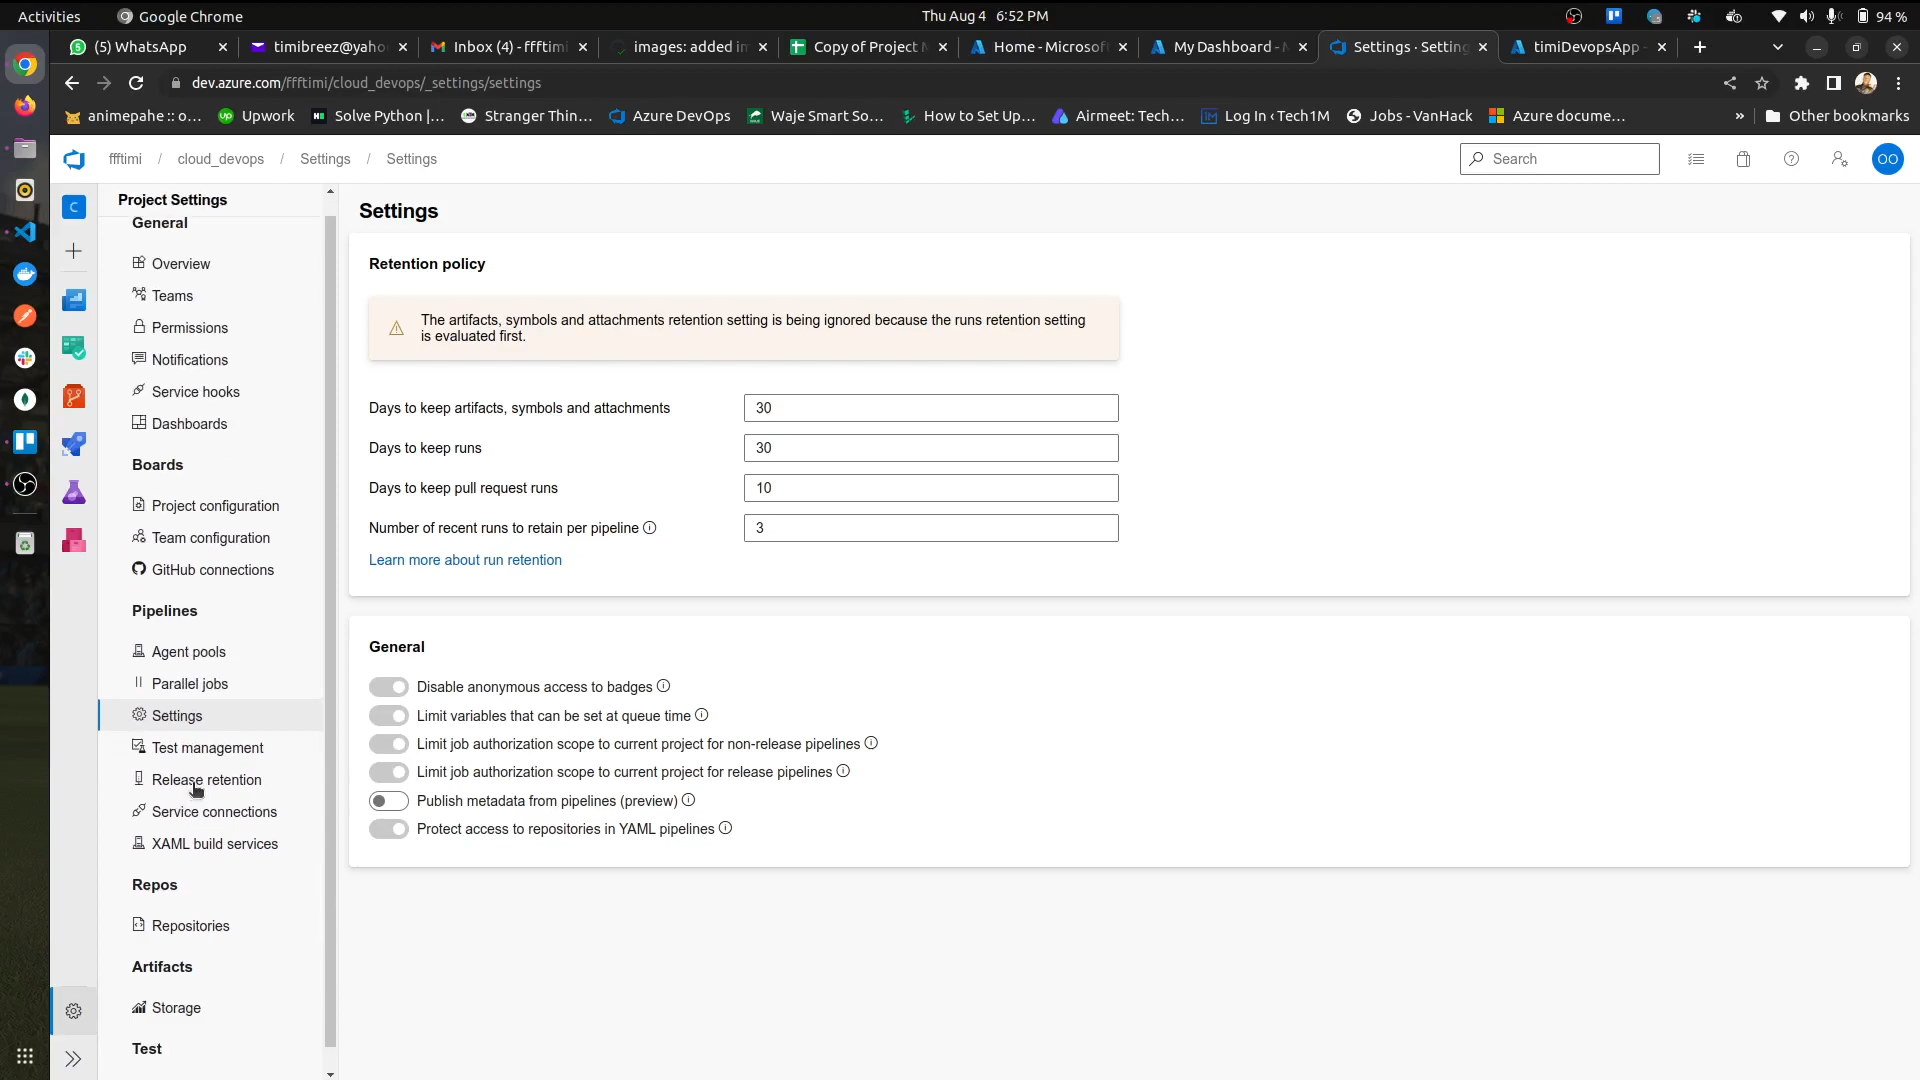 Activities
Google Chrome
Thu Aug 4 6:52 PM
94 %
(5) WhatsApp
timibreez@yaho
Inbox (4) - ffftimi
images: added in
Copy of Project M
Home - Microsof
My Dashboard - M
Settings · Setting
timiDevopsApp -
dev.azure.com/ffftimi/cloud_devops/_settings/settings
animepahe :: o...
Upwork
Solve Python |...
Stranger Thin...
Azure DevOps
Waje Smart So...
How to Set Up...
Airmeet: Tech...
Log In ‹ Tech1M
Jobs - VanHack
Azure docume...
»
Other bookmarks
ffftimi / cloud_devops / Settings / Settings
Search
OO
C
Project Settings
General
Overview
Teams
Permissions
Notifications
Service hooks
Dashboards
Boards
Project configuration
Team configuration
GitHub connections
Pipelines
Agent pools
Parallel jobs
Settings
Test management
Release retention
Service connections
XAML build services
Repos
Repositories
Artifacts
Storage
Test
Settings
Retention policy
The artifacts, symbols and attachments retention setting is being ignored because the runs retention setting
is evaluated first.
Days to keep artifacts, symbols and attachments 30
Days to keep runs 30
Days to keep pull request runs 10
Number of recent runs to retain per pipeline 3
Learn more about run retention
General
Disable anonymous access to badges
Limit variables that can be set at queue time
Limit job authorization scope to current project for non-release pipelines
Limit job authorization scope to current project for release pipelines
Publish metadata from pipelines (preview)
Protect access to repositories in YAML pipelines